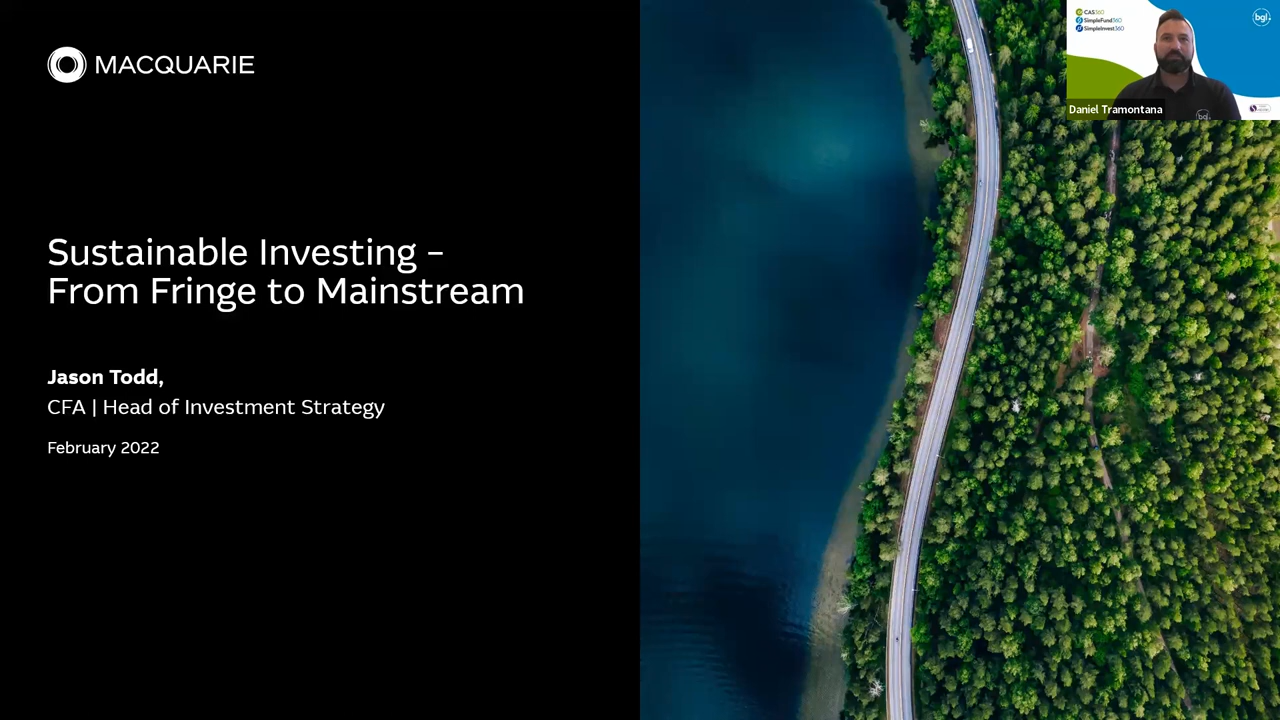 MACQUARIE
Sustainable Investing –
From Fringe to Mainstream
Jason Todd,
CFA | Head of Investment Strategy
February 2022
CAS360
SimpleFund360
SimpleInvest360
bgl.
Daniel Tramontana
bgl.